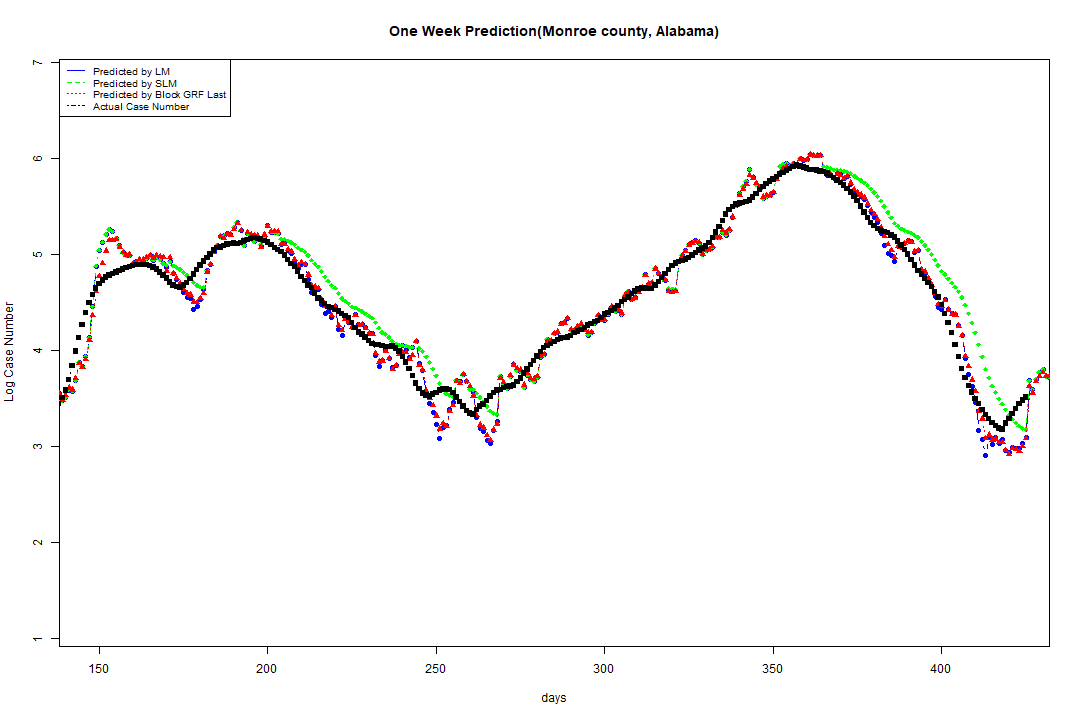 One Week Prediction(Monroe county, Alabama)
Predicted by LM
Predicted by SLM
Predicted by Block GRF Last
Actual Case Number
7
6
5
4
3
2
1
Log Case Number
150 200 250 300 350 400
days